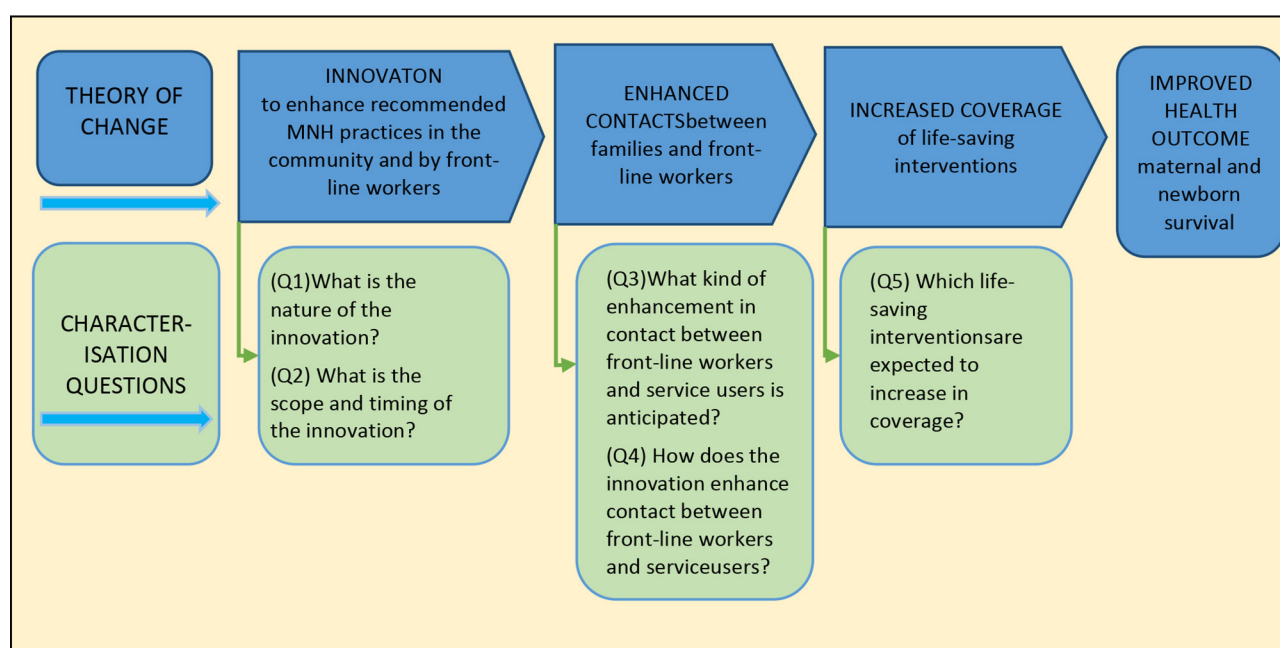 THEORY OF
CHANGE
INNOVATON
to enhance recommended
MNH practices in the
community and by front-
line workers
ENHANCED
CONTACTSbetween
families and front-
line workers
INCREASED COVERAGE
of life-saving
interventions
IMPROVED
HEALTH
OUTCOME
maternal and
newborn
survival
CHARACTER-
ISATION
QUESTIONS
(Q1)What is the
nature of the
innovation?
(Q2) What is the
scope and timing of
the innovation?
(Q3)What kind of
enhancement in
contact between
front-line workers
and service users is
anticipated?
(Q4) How does the
innovation enhance
contact between
front-line workers
and serviceusers?
(Q5) Which life-
saving
interventionsare
expected to
increase in
coverage?